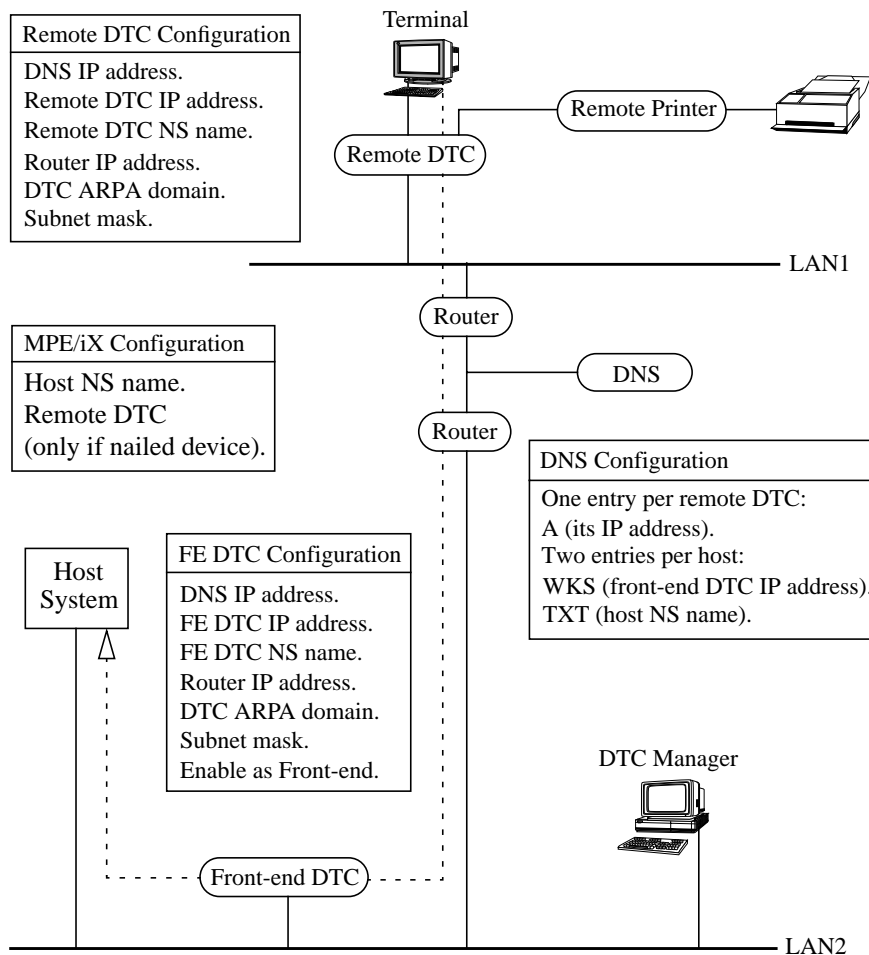 Remote DTC Configuration
DNS IP address.
Remote DTC IP address.
Remote DTC NS name.
Router IP address.
DTC ARPA domain.
Subnet mask.
Terminal
Remote Printer
Remote DTC
LAN1
Router
MPE/iX Configuration
Host NS name.
Remote DTC
(only if nailed device).
DNS
Router
DNS Configuration
One entry per remote DTC:
A (its IP address).
Two entries per host:
WKS (front-end DTC IP address).
TXT (host NS name).
Host
System
FE DTC Configuration
DNS IP address.
FE DTC IP address.
FE DTC NS name.
Router IP address.
DTC ARPA domain.
Subnet mask.
Enable as Front-end.
DTC Manager
Front-end DTC
LAN2